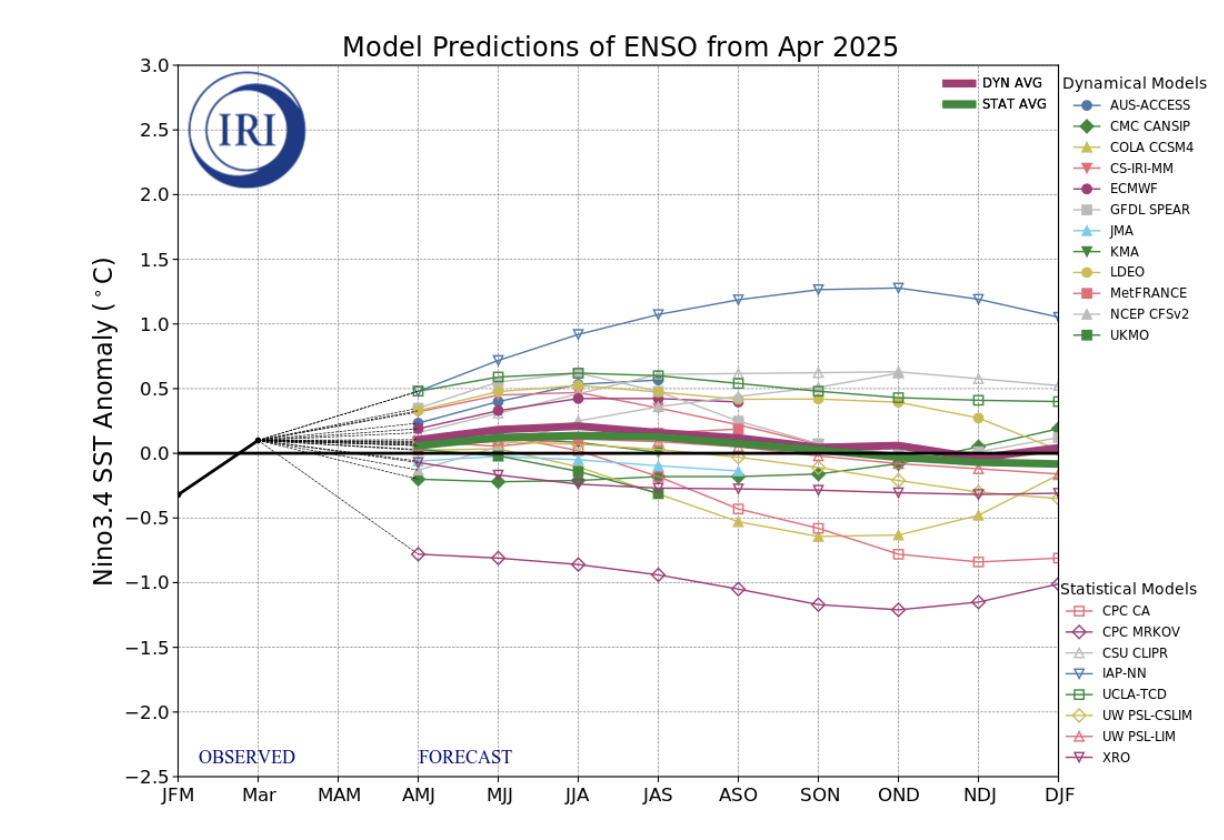 Model Predictions of ENSO from Apr 2025
IRI
DYN AVG
STAT AVG
Nino3.4 SST Anomaly (°C)
3.0
2.5
2.0
1.5
1.0
0.5
0.0
−0.5
−1.0
−1.5
−2.0
−2.5
OBSERVED
FORECAST
JFM Mar MAM AMJ MJJ JJA JAS ASO SON OND NDJ DJF
Dynamical Models
AUS-ACCESS
CMC CANSIP
COLA CCSM4
CS-IRI-MM
ECMWF
GFDL SPEAR
JMA
KMA
LDEO
MetFRANCE
NCEP CFSv2
UKMO
Statistical Models
CPC CA
CPC MRKOV
CSU CLIPR
IAP-NN
UCLA-TCD
UW PSL-CSLIM
UW PSL-LIM
XRO